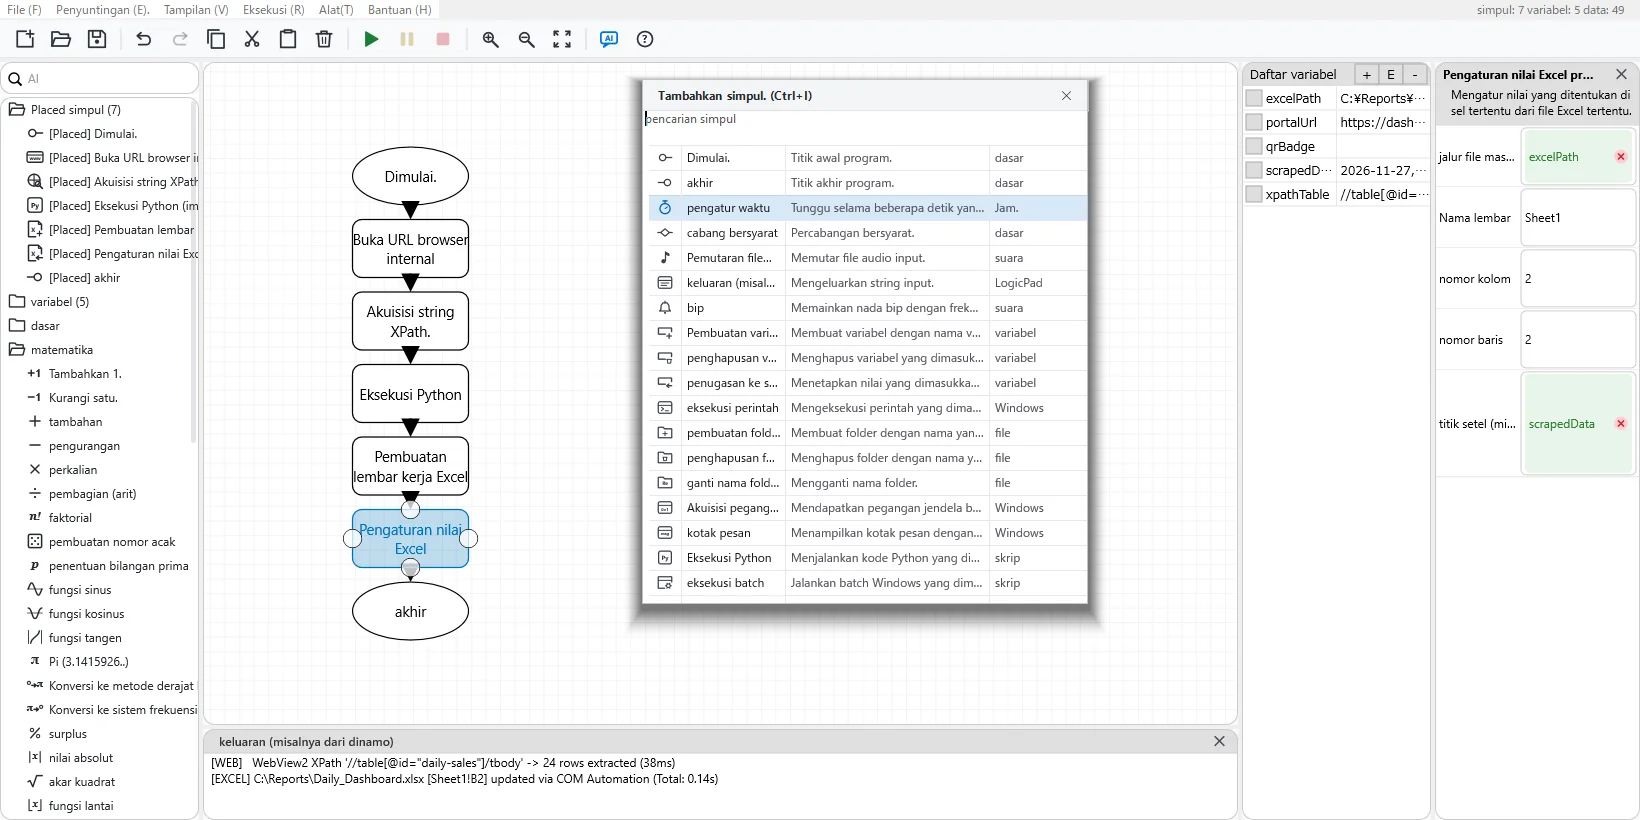 File (F) Penyuntingan (E). Tampilan (V) Eksekusi (R) Alat(T) Bantuan (H)
simpul: 7 variabel: 5 data: 49
AI
AI
Placed simpul (7)
[Placed] Dimulai.
[Placed] Buka URL browser i
[Placed] Akuisisi string XPath
[Placed] Eksekusi Python (im
[Placed] Pembuatan lembar
[Placed] Pengaturan nilai Exc
[Placed] akhir
variabel (5)
dasar
matematika
+1 Tambahkan 1.
−1 Kurangi satu.
+ tambahan
− pengurangan
× perkalian
÷ pembagian (arit)
n! faktorial
pembuatan nomor acak
p penentuan bilangan prima
fungsi sinus
fungsi kosinus
fungsi tangen
π Pi (3.1415926..)
Konversi ke metode derajat
Konversi ke sistem frekuensi
% surplus
|x| nilai absolut
akar kuadrat
fungsi lantai
Dimulai.
Buka URL browser
internal
Akuisisi string
XPath.
Eksekusi Python
Pembuatan
lembar kerja Excel
Pengaturan nilai
Excel
akhir
Tambahkan simpul. (Ctrl+I)
pencarian simpul
Dimulai. Titik awal program. dasar
akhir Titik akhir program. dasar
pengatur waktu Tunggu selama beberapa detik yan... Jam.
cabang bersyarat Percabangan bersyarat. dasar
Pemutaran file... Memutar file audio input. suara
keluaran (misal... Mengeluarkan string input. LogicPad
bip Memainkan nada bip dengan frek... suara
Pembuatan vari... Membuat variabel dengan nama v... variabel
penghapusan v... Menghapus variabel yang dimasuk... variabel
penugasan ke s... Menetapkan nilai yang dimasukka... variabel
eksekusi perintah Mengeksekusi perintah yang dima... Windows
pembuatan fold... Membuat folder dengan nama yan... file
penghapusan f... Menghapus folder dengan nama y... file
ganti nama fold... Mengganti nama folder. file
Akuisisi pegang... Mendapatkan pegangan jendela b... Windows
kotak pesan Menampilkan kotak pesan dengan... Windows
Py Eksekusi Python Menjalankan kode Python yang di... skrip
eksekusi batch Jalankan batch Windows yang dim... skrip
keluaran (misalnya dari dinamo)
[WEB] WebView2 XPath '//table[@id="daily-sales"]/tbody' -> 24 rows extracted (38ms)
[EXCEL] C:\Reports\Daily_Dashboard.xlsx [Sheet1!B2] updated via COM Automation (Total: 0.14s)
Daftar variabel + E -
excelPath C:¥Reports¥···
portalUrl https://dash···
qrBadge
scrapedD··· 2026-11-27,···
xpathTable //table[@id=···
Pengaturan nilai Excel pr...
Mengatur nilai yang ditentukan di
sel tertentu dari file Excel tertentu.
jalur file mas... excelPath
Nama lembar Sheet1
nomor kolom 2
nomor baris 2
titik setel (mi... scrapedData